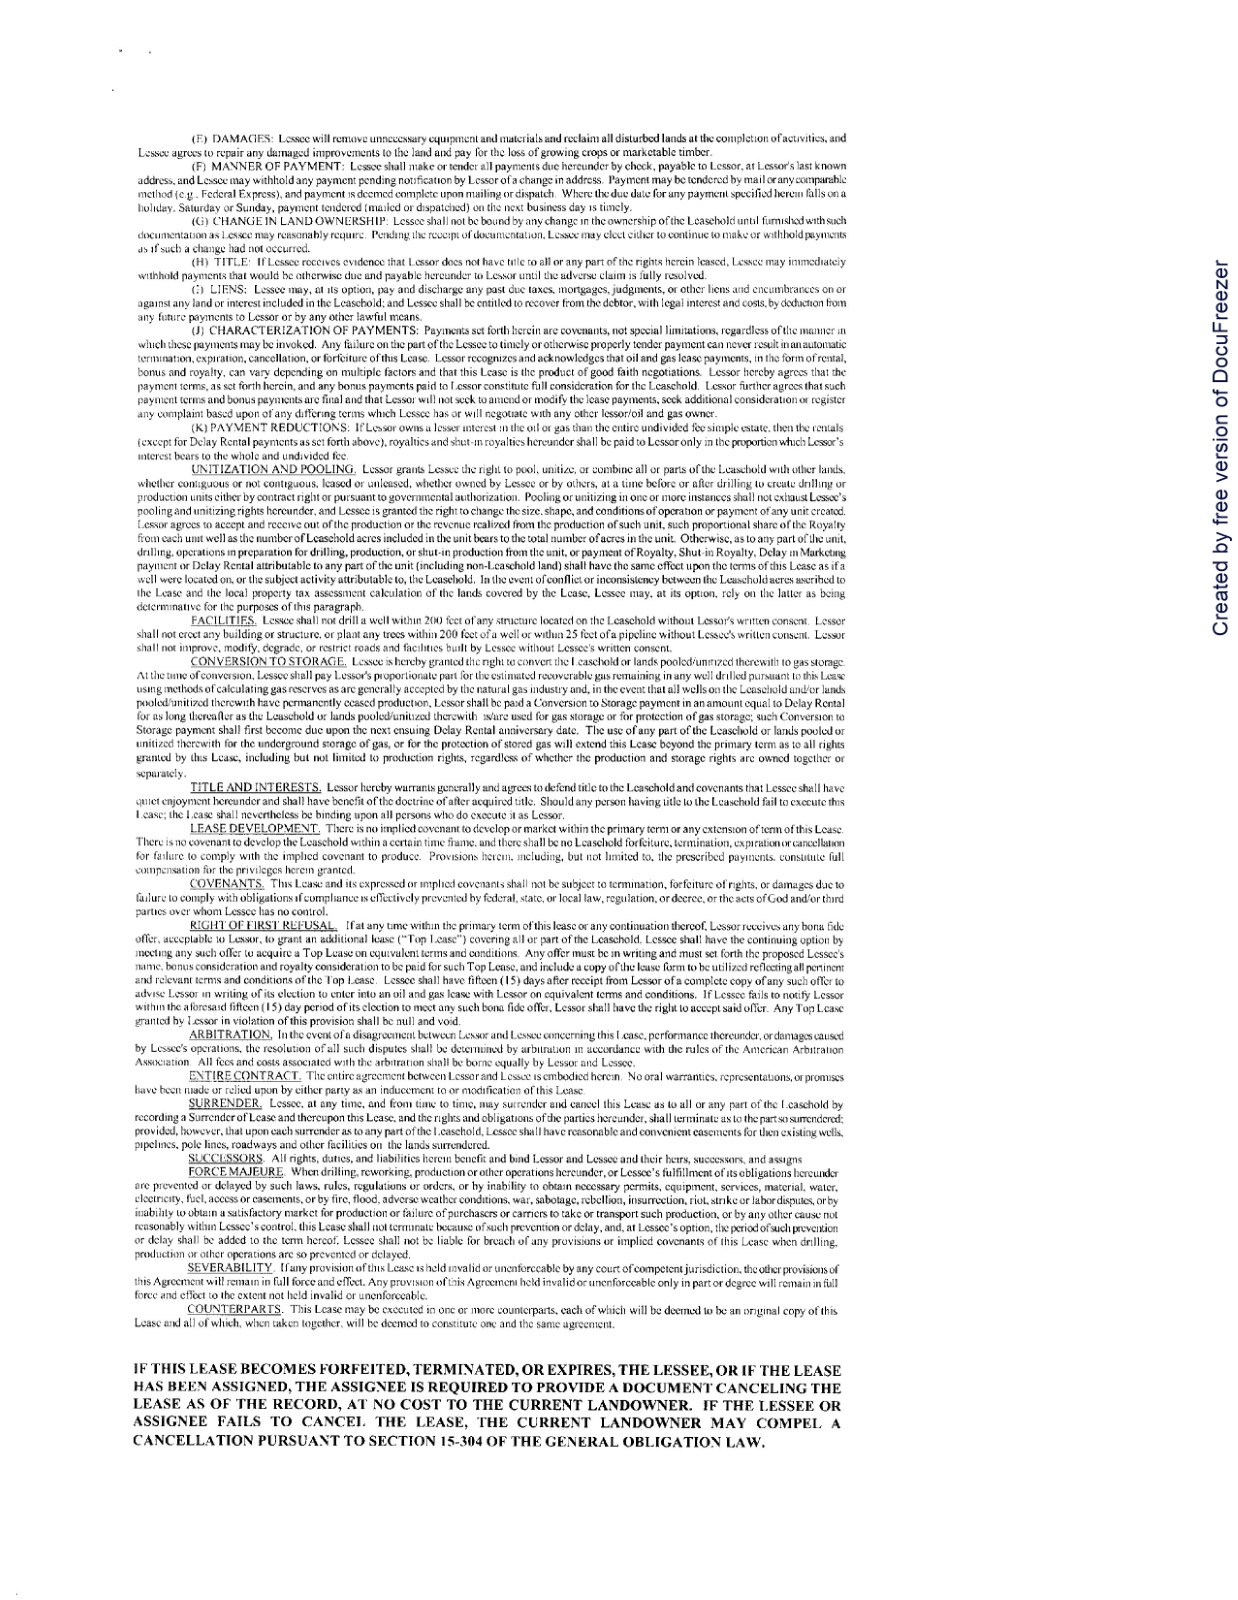 (E) DAMAGES: Lessee will remove unnecessary equipment and materials and reclaim all disturbed lands at the completion of activities, and
Lessee agrees to repair any damaged improvements to the land and pay for the loss of growing crops or marketable timber.
(F) MANNER OF PAYMENT: Lessee shall make or tender all payments due hereunder by check, payable to Lessor, at Lessor's last known
address, and Lessee may withhold any payment pending notification by Lessor of a change in address. Payment may be tendered by mail or any comparable
method (e.g., Federal Express), and payment is deemed complete upon mailing or dispatch. Where the due date for any payment specified herein falls on a
holiday, Saturday or Sunday, payment tendered (mailed or dispatched) on the next business day is timely.
(G) CHANGE IN LAND OWNERSHIP: Lessee shall not be bound by any change in the ownership of the Leasehold until furnished with such
documentation as Lessee may reasonably require. Pending the receipt of documentation, Lessee may elect either to continue to make or withhold payments
as if such a change had not occurred.
(H) TITLE: If Lessee receives evidence that Lessor does not have title to all or any part of the rights herein leased, Lessee may immediately
withhold payments that would be otherwise due and payable hereunder to Lessor until the adverse claim is fully resolved.
(I) LIENS: Lessee may, at its option, pay and discharge any past due taxes, mortgages, judgments, or other liens and encumbrances on or
against any land or interest included in the Leasehold; and Lessee shall be entitled to recover from the debtor, with legal interest and costs, by deduction from
any future payments to Lessor or by any other lawful means.
(J) CHARACTERIZATION OF PAYMENTS: Payments set forth herein are covenants, not special limitations, regardless of the manner in
which these payments may be invoked. Any failure on the part of the Lessee to timely or otherwise properly tender payment can never result in an automatic
termination, expiration, cancellation, or forfeiture of this Lease. Lessor recognizes and acknowledges that oil and gas lease payments, in the form of rental,
bonus and royalty, can vary depending on multiple factors and that this Lease is the product of good faith negotiations. Lessor hereby agrees that the
payment terms, as set forth herein, and any bonus payments paid to Lessor constitute full consideration for the Leasehold. Lessor further agrees that such
payment terms and bonus payments are final and that Lessor will not seek to amend or modify the lease payments, seek additional consideration or register
any complaint based upon of any differing terms which Lessee has or will negotiate with any other lessor/oil and gas owner.
(K) PAYMENT REDUCTIONS: If Lessor owns a lesser interest in the oil or gas than the entire undivided fee simple estate, then the rentals
(except for Delay Rental payments as set forth above), royalties and shut-in royalties hereunder shall be paid to Lessor only in the proportion which Lessor's
interest bears to the whole and undivided fee.
UNITIZATION AND POOLING. Lessor grants Lessee the right to pool, unitize, or combine all or parts of the Leasehold with other lands,
whether contiguous or not contiguous, leased or unleased, whether owned by Lessee or by others, at a time before or after drilling to create drilling or
production units either by contract right or pursuant to governmental authorization. Pooling or unitizing in one or more instances shall not exhaust Lessee's
pooling and unitizing rights hereunder, and Lessee is granted the right to change the size, shape, and conditions of operation or payment of any unit created.
Lessor agrees to accept and receive out of the production or the revenue realized from the production of such unit, such proportional share of the Royalty
from each unit well as the number of Leasehold acres included in the unit bears to the total number of acres in the unit. Otherwise, as to any part of the unit,
drilling, operations in preparation for drilling, production, or shut-in production from the unit, or payment of Royalty, Shut-in Royalty, Delay in Marketing
payment or Delay Rental attributable to any part of the unit (including non-Leasehold land) shall have the same effect upon the terms of this Lease as if a
well were located on, or the subject activity attributable to, the Leasehold. In the event of conflict or inconsistency between the Leasehold acres ascribed to
the Lease and the local property tax assessment calculation of the lands covered by the Lease, Lessee may, at its option, rely on the latter as being
determinative for the purposes of this paragraph.
FACILITIES. Lessee shall not drill a well within 200 feet of any structure located on the Leasehold without Lessor's written consent. Lessor
shall not erect any building or structure, or plant any trees within 200 feet of a well or within 25 feet of a pipeline without Lessee's written consent. Lessor
shall not improve, modify, degrade, or restrict roads and facilities built by Lessee without Lessee's written consent.
CONVERSION TO STORAGE. Lessee is hereby granted the right to convert the Leasehold or lands pooled/unitized therewith to gas storage.
At the time of conversion, Lessee shall pay Lessor's proportionate part for the estimated recoverable gas remaining in any well drilled pursuant to this Lease
using methods of calculating gas reserves as are generally accepted by the natural gas industry and, in the event that all wells on the Leasehold and/or lands
pooled/unitized therewith have permanently ceased production, Lessor shall be paid a Conversion to Storage payment in an amount equal to Delay Rental
for as long thereafter as the Leasehold or lands pooled/unitized therewith is/are used for gas storage or for protection of gas storage; such Conversion to
Storage payment shall first become due upon the next ensuing Delay Rental anniversary date. The use of any part of the Leasehold or lands pooled or
unitized therewith for the underground storage of gas, or for the protection of stored gas will extend this Lease beyond the primary term as to all rights
granted by this Lease, including but not limited to production rights, regardless of whether the production and storage rights are owned together or
separately.
TITLE AND INTERESTS. Lessor hereby warrants generally and agrees to defend title to the Leasehold and covenants that Lessee shall have
quiet enjoyment hereunder and shall have benefit of the doctrine of after acquired title. Should any person having title to the Leasehold fail to execute this
Lease; the Lease shall nevertheless be binding upon all persons who do execute it as Lessor.
LEASE DEVELOPMENT. There is no implied covenant to develop or market within the primary term or any extension of term of this Lease.
There is no covenant to develop the Leasehold within a certain time frame, and there shall be no Leasehold forfeiture, termination, expiration or cancellation
for failure to comply with the implied covenant to produce. Provisions herein, including, but not limited to, the prescribed payments, constitute full
compensation for the privileges herein granted.
COVENANTS. This Lease and its expressed or implied covenants shall not be subject to termination, forfeiture of rights, or damages due to
failure to comply with obligations if compliance is effectively prevented by federal, state, or local law, regulation, or decree, or the acts of God and/or third
parties over whom Lessee has no control.
RIGHT OF FIRST REFUSAL. If at any time within the primary term of this lease or any continuation thereof, Lessor receives any bona fide
offer, acceptable to Lessor, to grant an additional lease ("Top Lease") covering all or part of the Leasehold, Lessee shall have the continuing option by
meeting any such offer to acquire a Top Lease on equivalent terms and conditions. Any offer must be in writing and must set forth the proposed Lessee's
name, bonus consideration and royalty consideration to be paid for such Top Lease, and include a copy of the lease form to be utilized reflecting all pertinent
and relevant terms and conditions of the Top Lease. Lessee shall have fifteen (15) days after receipt from Lessor of a complete copy of any such offer to
advise Lessor in writing of its election to enter into an oil and gas lease with Lessor on equivalent terms and conditions. If Lessee fails to notify Lessor
within the aforesaid fifteen (15) day period of its election to meet any such bona fide offer, Lessor shall have the right to accept said offer. Any Top Lease
granted by Lessor in violation of this provision shall be null and void.
ARBITRATION. In the event of a disagreement between Lessor and Lessee concerning this Lease, performance thereunder, or damages caused
by Lessee's operations, the resolution of all such disputes shall be determined by arbitration in accordance with the rules of the American Arbitration
Association. All fees and costs associated with the arbitration shall be borne equally by Lessor and Lessee.
ENTIRE CONTRACT. The entire agreement between Lessor and Lessee is embodied herein. No oral warranties, representations, or promises
have been made or relied upon by either party as an inducement to or modification of this Lease.
SURRENDER. Lessee, at any time, and from time to time, may surrender and cancel this Lease as to all or any part of the Leasehold by
recording a Surrender of Lease and thereupon this Lease, and the rights and obligations of the parties hereunder, shall terminate as to the part so surrendered;
provided, however, that upon each surrender as to any part of the Leasehold, Lessee shall have reasonable and convenient easements for then existing wells,
pipelines, pole lines, roadways and other facilities on the lands surrendered.
SUCCESSORS. All rights, duties, and liabilities herein benefit and bind Lessor and Lessee and their heirs, successors, and assigns
FORCE MAJEURE. When drilling, reworking, production or other operations hereunder, or Lessee's fulfillment of its obligations hereunder
are prevented or delayed by such laws, rules, regulations or orders, or by inability to obtain necessary permits, equipment, services, material, water,
electricity, fuel, access or easements, or by fire, flood, adverse weather conditions, war, sabotage, rebellion, insurrection, riot, strike or labor disputes, or by
inability to obtain a satisfactory market for production or failure of purchasers or carriers to take or transport such production, or by any other cause not
reasonably within Lessee's control, this Lease shall not terminate because of such prevention or delay, and, at Lessee's option, the period of such prevention
or delay shall be added to the term hereof. Lessee shall not be liable for breach of any provisions or implied covenants of this Lease when drilling,
production or other operations are so prevented or delayed.
SEVERABILITY. If any provision of this Lease is held invalid or unenforceable by any court of competent jurisdiction, the other provisions of
this Agreement will remain in full force and effect. Any provision of this Agreement held invalid or unenforceable only in part or degree will remain in full
force and effect to the extent not held invalid or unenforceable.
COUNTERPARTS. This Lease may be executed in one or more counterparts, each of which will be deemed to be an original copy of this
Lease and all of which, when taken together, will be deemed to constitute one and the same agreement.
IF THIS LEASE BECOMES FORFEITED, TERMINATED, OR EXPIRES, THE LESSEE, OR IF THE LEASE
HAS BEEN ASSIGNED, THE ASSIGNEE IS REQUIRED TO PROVIDE A DOCUMENT CANCELING THE
LEASE AS OF THE RECORD, AT NO COST TO THE CURRENT LANDOWNER. IF THE LESSEE OR
ASSIGNEE FAILS TO CANCEL THE LEASE, THE CURRENT LANDOWNER MAY COMPEL A
CANCELLATION PURSUANT TO SECTION 15-304 OF THE GENERAL OBLIGATION LAW.
Created by free version of DocuFreezer